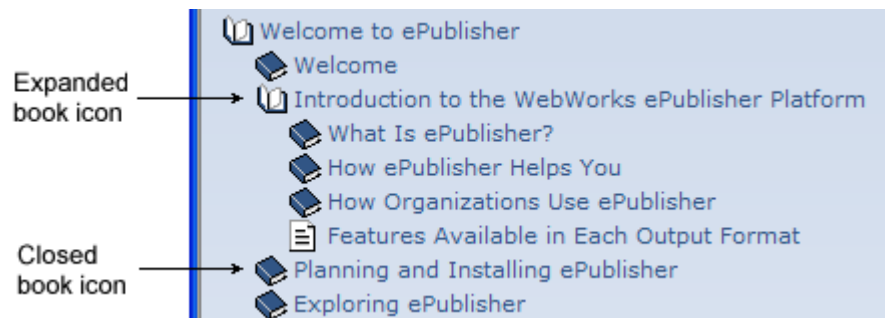 Welcome to ePublisher
Welcome
Expanded
book icon
Introduction to the WebWorks ePublisher Platform
What Is ePublisher?
How ePublisher Helps You
How Organizations Use ePublisher
Features Available in Each Output Format
Closed
book icon
Planning and Installing ePublisher
Exploring ePublisher